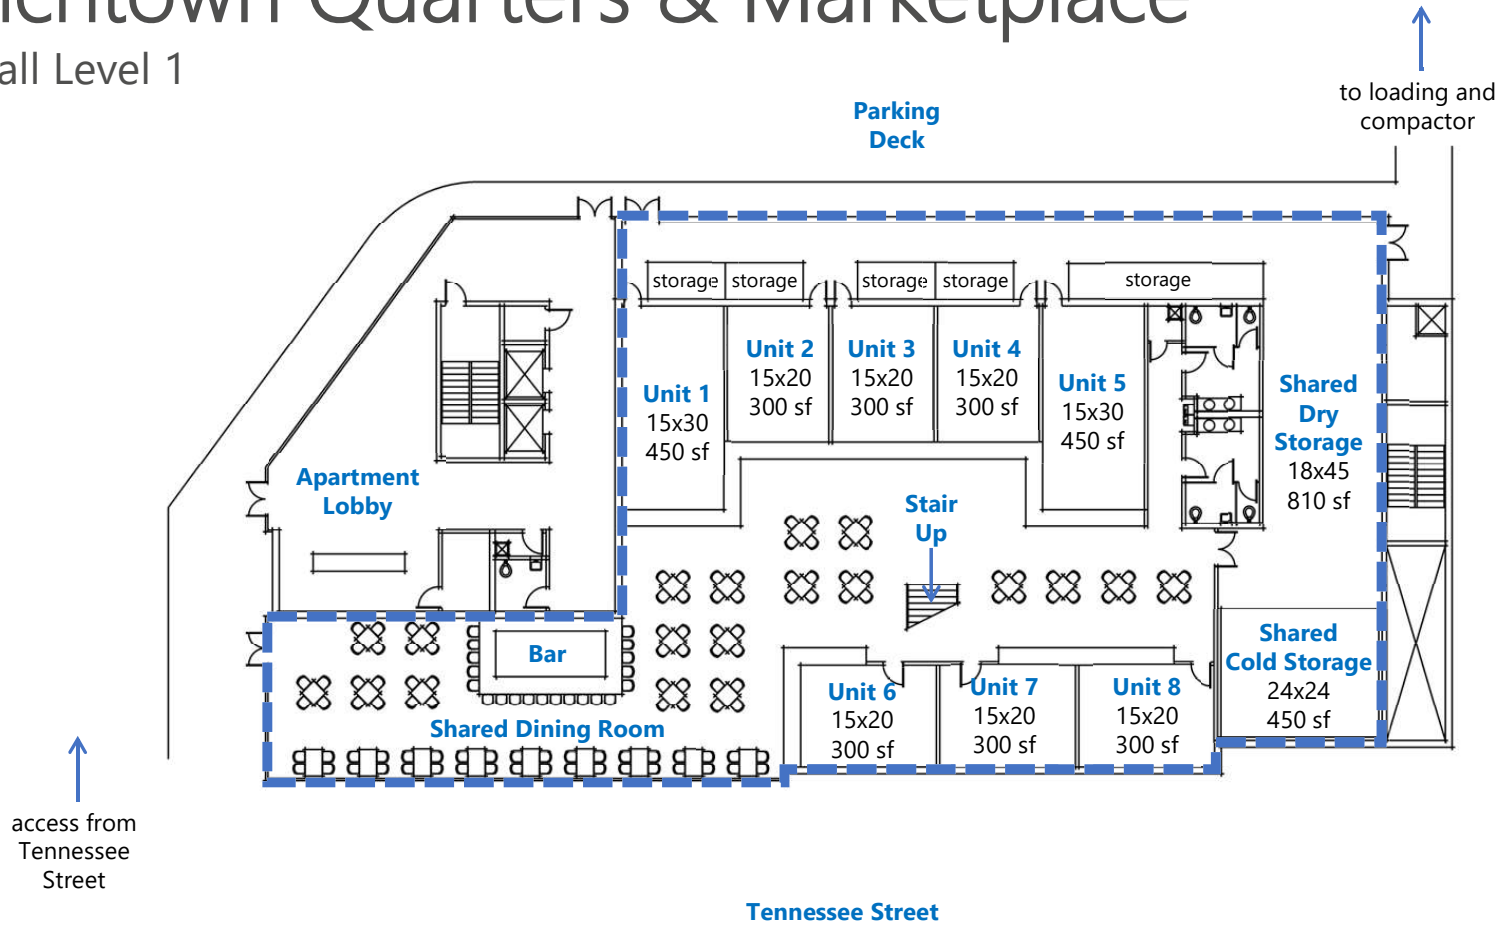 Quarters & Marketplace
Level 1
to loading and
compactor
Parking
Deck
storage storage storage storage storage
Unit 1
15x30
450 sf
Unit 2
15x20
300 sf
Unit 3
15x20
300 sf
Unit 4
15x20
300 sf
Unit 5
15x30
450 sf
Shared
Dry
Storage
18x45
810 sf
Apartment
Lobby
Stair
Up
Bar
Shared Dining Room
Unit 6
15x20
300 sf
Unit 7
15x20
300 sf
Unit 8
15x20
300 sf
Shared
Cold Storage
24x24
450 sf
access from
Tennessee
Street
Tennessee Street